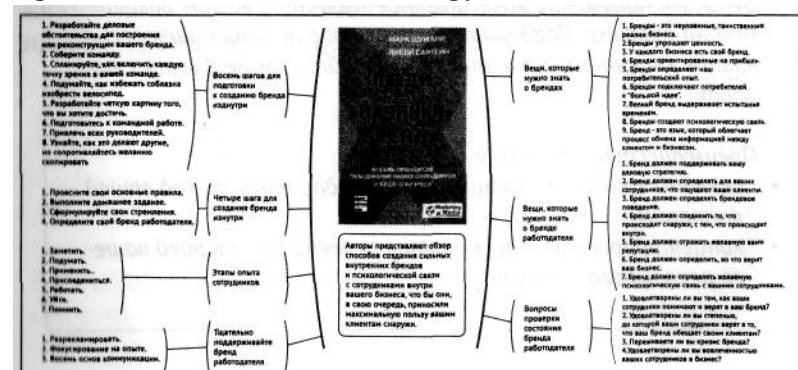 1. Разработайте деловые
обстоятельства для построения
или реконструкции вашего бренда.
2. Соберите команду.
3. Спланируйте, как включить каждую
точку зрения в вашей команде.
4. Подумайте, как избежать соблазна
изобрести велосипед.
5. Разработайте четкую картину того,
что вы хотите достичь.
6. Подготовьтесь к командной работе.
7. Привлечь всех руководителей.
8. Узнайте, как это делают другие,
но сопротивляйтесь желанию
скопировать
Восемь шагов для
подготовки
к созданию бренда
изнутри
1. Проясните свои основные правила.
2. Выполните домашнее задание.
3. Сформулируйте свои стремления.
4. Определите свой бренд работодателя.
Четыре шага для
создания бренда
изнутри
1. Заметить.
2. Подумать.
3. Применить.
4. Присоединиться.
5. Работать.
6. Уйти.
7. Помнить.
Этапы опыта
сотрудников
1. Разрекламировать.
2. Фокусирование на опыте.
3. Восемь основ коммуникации.
Тщательно
поддерживайте
бренд
работодателя
МАРК ШУМАНН
ЛИББИ САРТЕЙН
Авторы представляют обзор
способов создания сильных
внутренних брендов
и психологической связи
с сотрудниками внутри
вашего бизнеса, что бы они,
в свою очередь, приносили
максимальную пользу вашим
клиентам снаружи.
Вещи, которые
нужно знать
о брендах
1. Бренды - это неуловимые, таинственные
реалии бизнеса.
2. Бренды упрощают ценность.
3. У каждого бизнеса есть свой бренд.
4. Бренды ориентированные на прибыль.
5. Бренды определяют наш
потребительский опыт.
6. Бренды подключают потребителей
к "большой идее".
7. Великий бренд выдерживает испытание
временем.
8. Бренды создают психологическую связь.
9. Бренд - это язык, который облегчает
процесс обмена информацией между
клиентом и бизнесом.
Вещи, которые
нужно знать
о бренде
работодателя
1. Бренд должен поддерживать вашу
деловую стратегию.
2. Бренд должен определять для ваших
сотрудников, что ощущают ваши клиенты.
3. Бренд должен определять брендовое
поведение.
4. Бренд должен соединить то, что
происходит снаружи, с тем, что происходит
внутри.
5. Бренд должен отражать желаемую вами
репутацию.
6. Бренд должен определить, во что верит
ваш бизнес.
7. Бренд должен определять желаемую
психологическую связь с вашими сотрудниками.
Вопросы
проверки
состояния
бренда
работодателя
1. Удовлетворены ли вы тем, как ваши
сотрудники понимают и верят в ваш бренд?
2. Удовлетворены ли вы степенью,
до которой ваши сотрудники верят в то,
что ваш бренд обещает своим клиентам?
3. Переживаете ли вы кризис бренда?
4.Удовлетворены ли вы вовлеченностью
ваших сотрудников в бизнес?